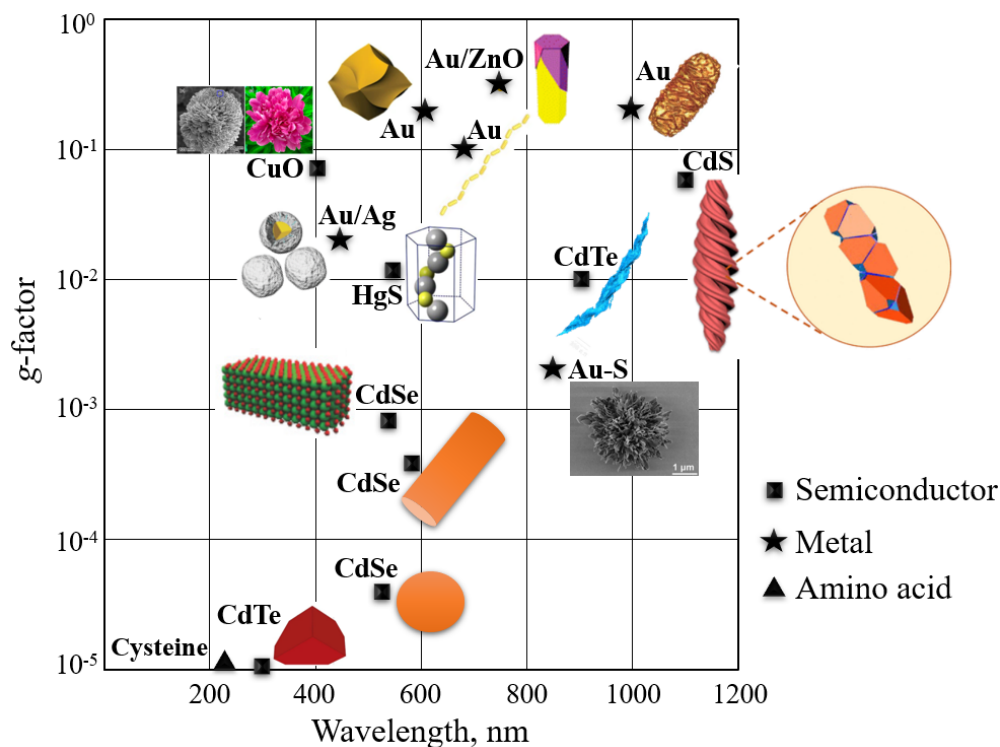 10⁰
Au/ZnO
Au
Au
Au
10⁻¹
CuO
CdS
Au/Ag
CdTe
10⁻²
HgS
g-factor
Au-S
CdSe
10⁻³
1 μm
CdSe
Semiconductor
10⁻⁴
Metal
CdSe
Amino acid
CdTe
Cysteine
10⁻⁵
200 400 600 800 1000 1200
Wavelength, nm